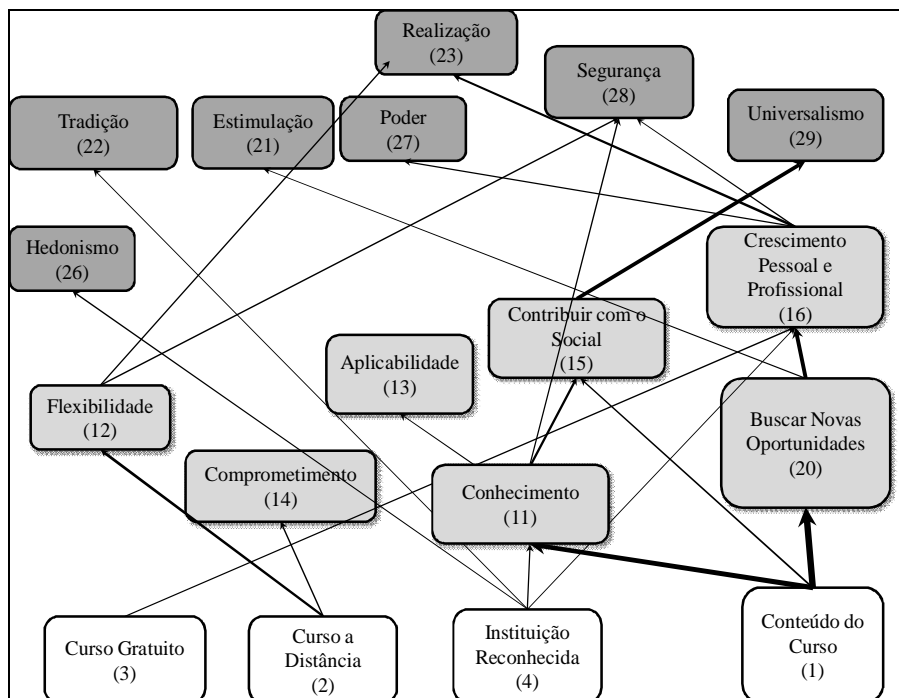 Realização
(23)
Segurança
(28)
Tradição
(22)
Estimulação
(21)
Poder
(27)
Universalismo
(29)
Hedonismo
(26)
Crescimento
Pessoal e
Profissional
(16)
Contribuir com o
Social
(15)
Aplicabilidade
(13)
Flexibilidade
(12)
Buscar Novas
Oportunidades
(20)
Comprometimento
(14)
Conhecimento
(11)
Curso Gratuito
(3)
Curso a
Distância
(2)
Instituição
Reconhecida
(4)
Conteúdo do
Curso
(1)